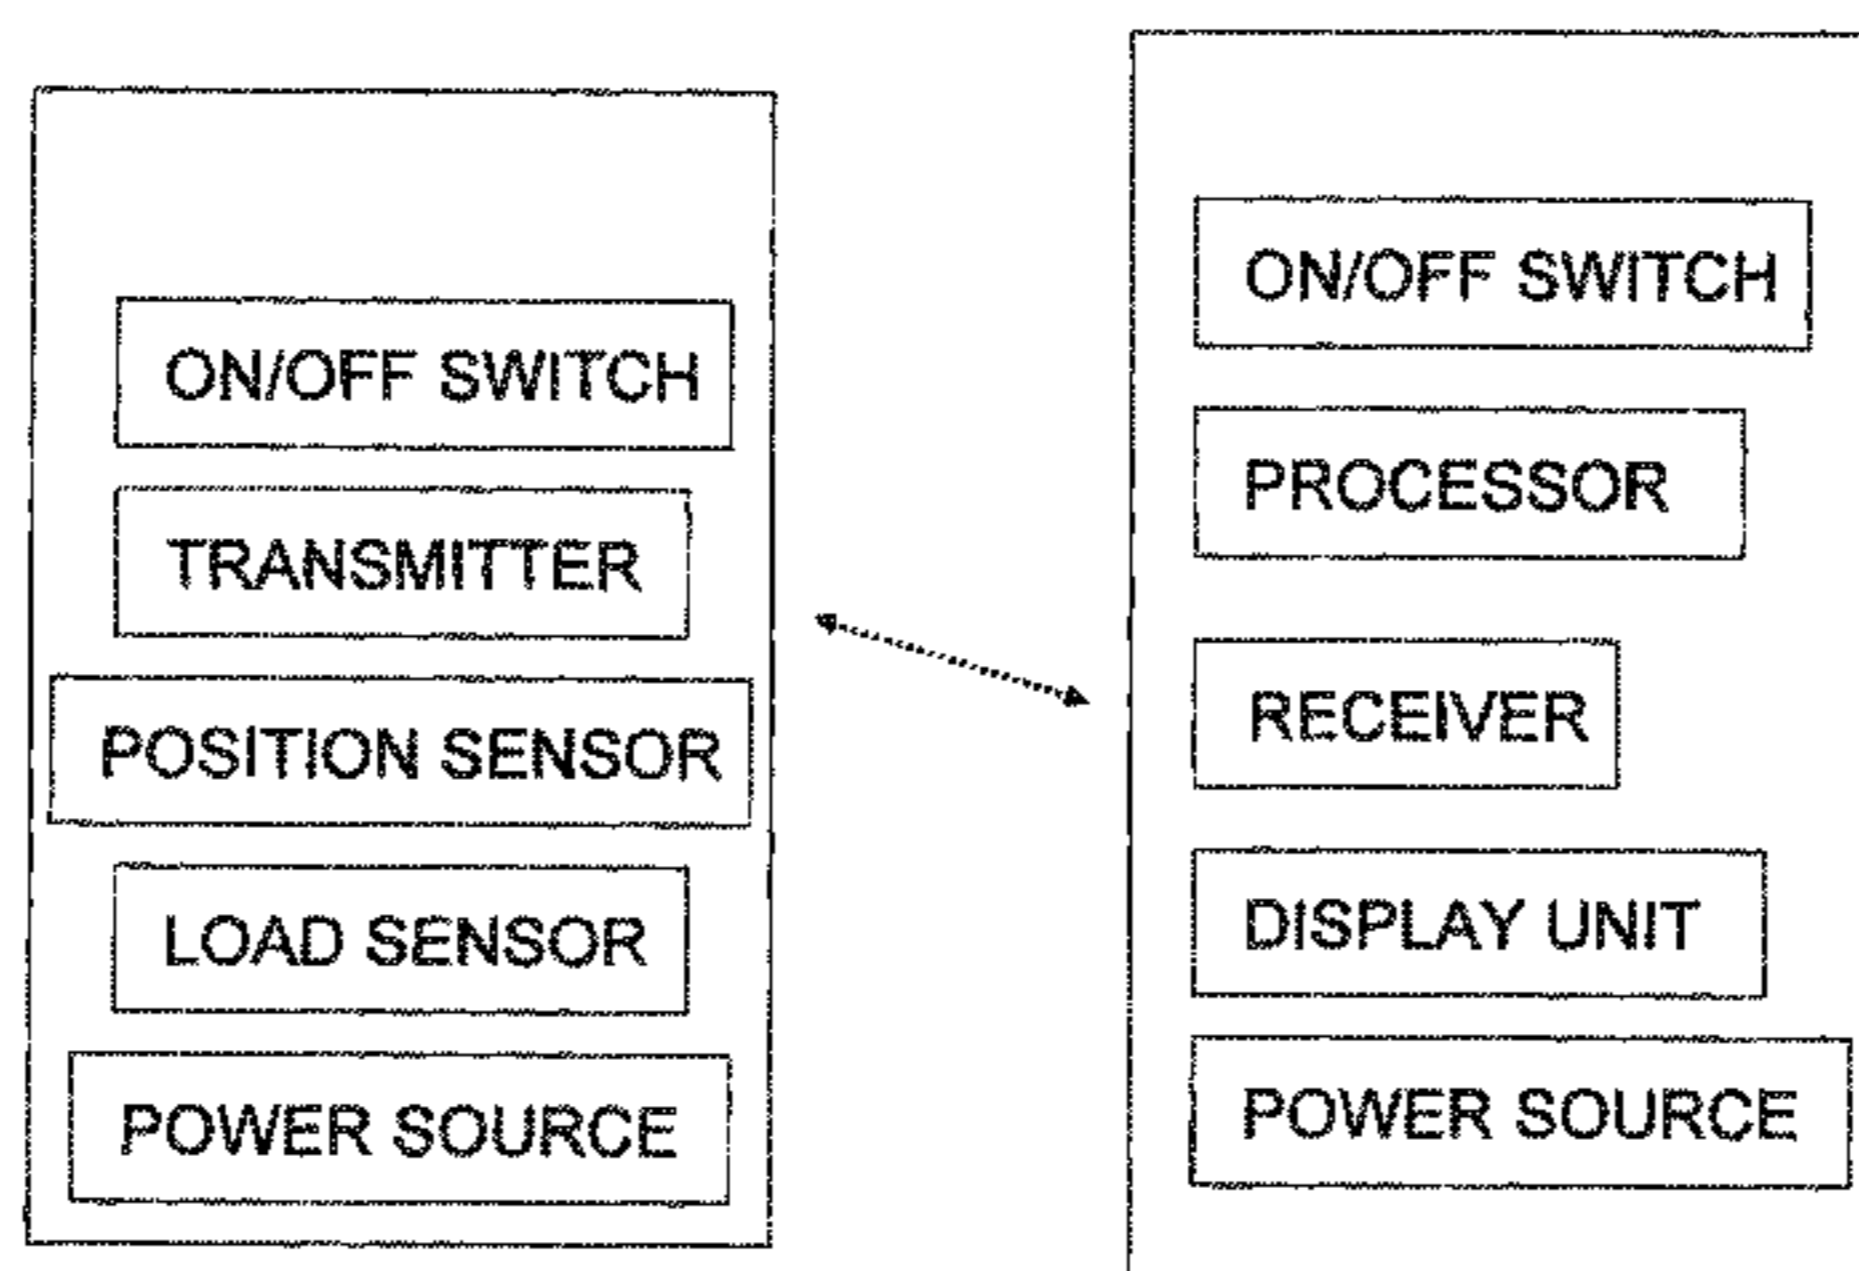 ON/OFF SWITCH
TRANSMITTER
POSITION SENSOR
LOAD SENSOR
POWER SOURCE
ON/OFF SWITCH
PROCESSOR
RECEIVER
DISPLAY UNIT
POWER SOURCE